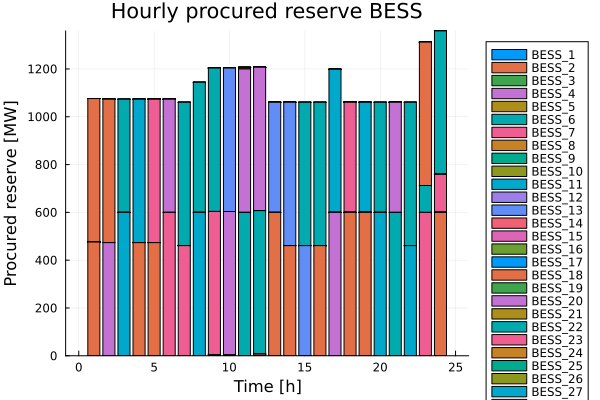 Hourly procured reserve BESS
Procured reserve [MW]
1200
1000
800
600
400
200
0
0 5 10 15 20 25
Time [h]
BESS_1
BESS_2
BESS_3
BESS_4
BESS_5
BESS_6
BESS_7
BESS_8
BESS_9
BESS_10
BESS_11
BESS_12
BESS_13
BESS_14
BESS_15
BESS_16
BESS_17
BESS_18
BESS_19
BESS_20
BESS_21
BESS_22
BESS_23
BESS_24
BESS_25
BESS_26
BESS_27